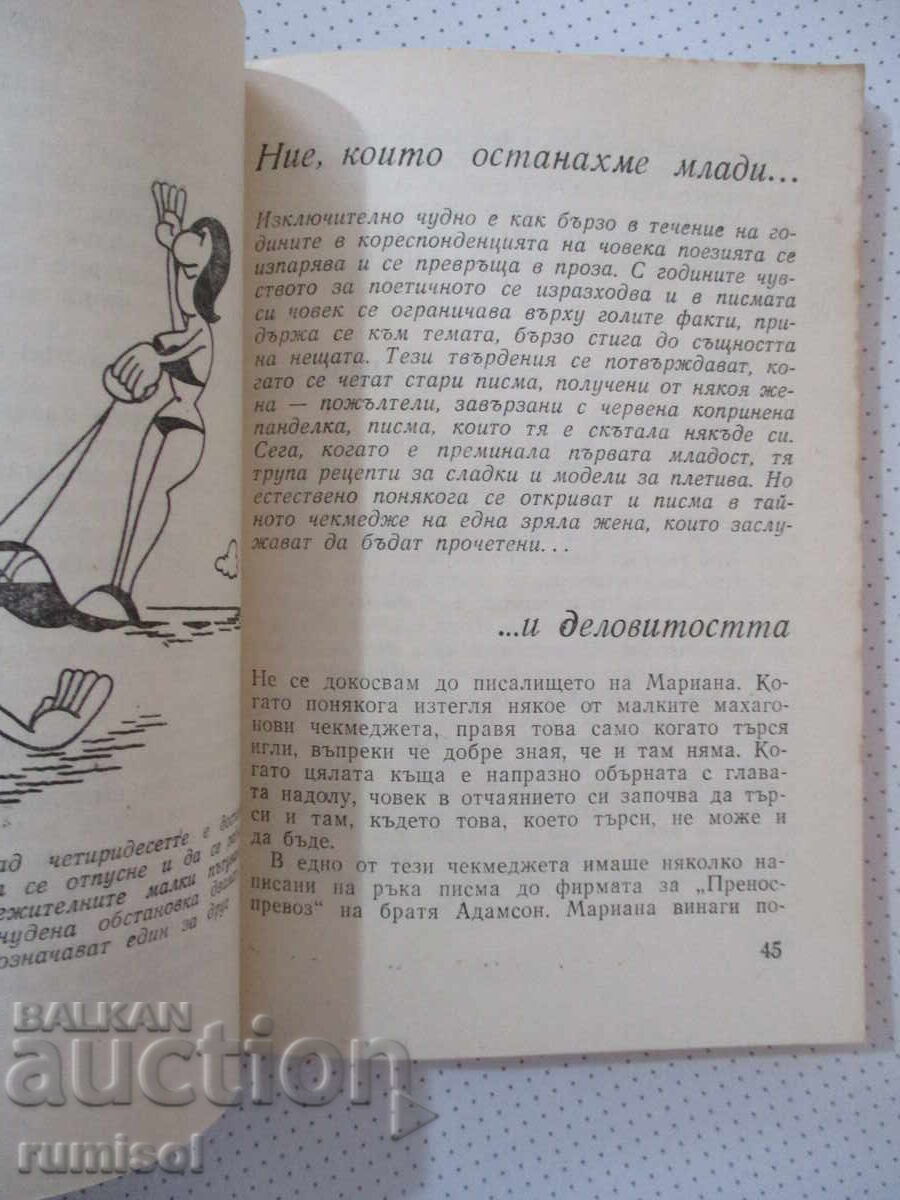 ад четиридесетте е
се отпусне и да се
ежителните малки
чудена обстановка
означават един за
Ние, които останахме млади...
Изключително чудно е как бързо в течение на го-
дините в кореспонденцията на човека поезията се
изпарява и се превръща в проза. С годините чув-
ството за поетичното се изразходва и в писмата
си човек се ограничава върху голите факти, при-
държа се към темата, бързо стига до същността
на нещата. Тези твърдения се потвърждават, ко-
гато се четат стари писма, получени от някоя же-
на — пожълтели, завързани с червена копринена
панделка, писма, които тя е скътала някъде си.
Сега, когато е преминала първата младост, тя
трупа рецепти за сладки и модели за плетива. Но
естествено понякога се откриват и писма в тай-
ното чекмедже на една зряла жена, които заслу-
жават да бъдат прочетени...
...и деловитостта
Не се докосвам до писалището на Мариана. Ко-
гато понякога изтегля някое от малките махаго-
нови чекмеджета, правя това само когато търся
игли, въпреки че добре зная, че и там няма. Ко-
гато цялата къща е напразно обърната с глава-
та надолу, човек в отчаянието си започва да тър-
си и там, където това, което търси, не може и
да бъде.
В едно от тези чекмеджета имаше няколко на-
писани на ръка писма до фирмата за „Пренос-
превоз“ на братя Адамсон. Мариана винаги по-
45
BALKAN
auction
rumisol